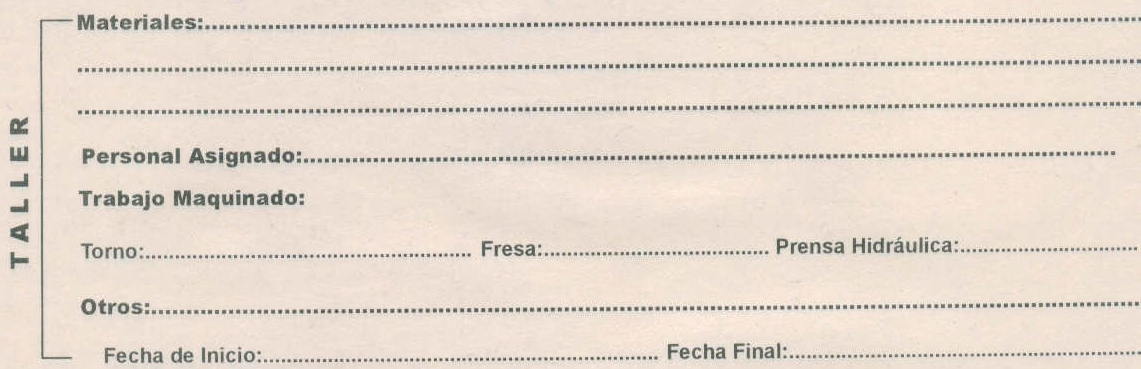 TALLER
Materiales:
Personal Asignado:
Trabajo Maquinado:
Torno: Fresa: Prensa Hidráulica:
Otros:
Fecha de Inicio: Fecha Final: